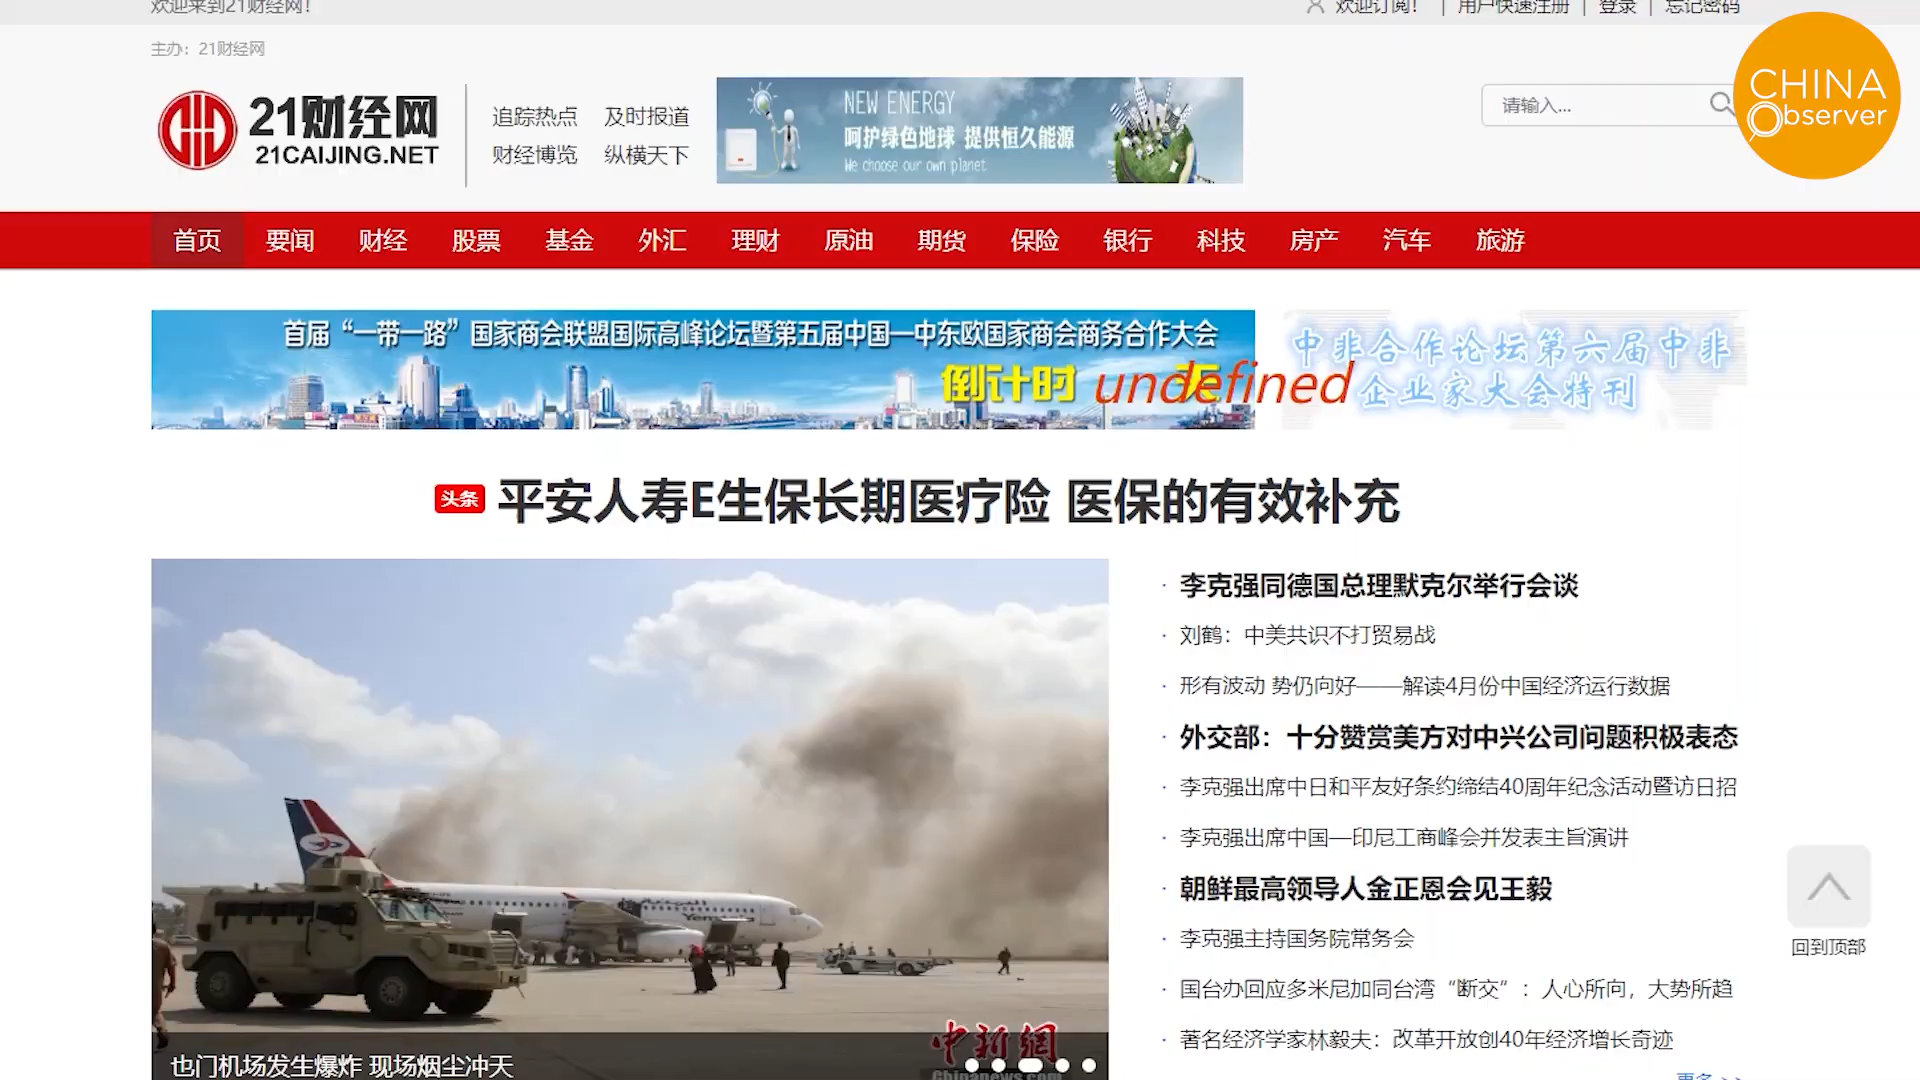 欢迎来到21财经网!
欢迎订阅! | 用户快速注册 | 登录 | 忘记密码
主办：21财经网
21财经网
21CAIJING.NET
追踪热点 及时报道
财经博览 纵横天下
NEW ENERGY
呵护绿色地球 提供恒久能源
We choose our own planet
请输入...
CHINA
Observer
首页 要闻 财经 股票 基金 外汇 理财 原油 期货 保险 银行 科技 房产 汽车 旅游
首届“一带一路”国家商会联盟国际高峰论坛暨第五届中国—中东欧国家商会商务合作大会
倒计时 undefined 天
中非合作论坛第六届中非
企业家大会特刊
头条 平安人寿E生保长期医疗险 医保的有效补充
· 李克强同德国总理默克尔举行会谈
· 刘鹤：中美共识不打贸易战
· 形有波动 势仍向好——解读4月份中国经济运行数据
· 外交部：十分赞赏美方对中兴公司问题积极表态
· 李克强出席中日和平友好条约缔结40周年纪念活动暨访日招
· 李克强出席中国—印尼工商峰会并发表主旨演讲
· 朝鲜最高领导人金正恩会见王毅
· 李克强主持国务院常务会
· 国台办回应多米尼加同台湾“断交”：人心所向，大势所趋
· 著名经济学家林毅夫：改革开放创40年经济增长奇迹
更多>>
回到顶部
Yemenia
中新网
Chinanews.com
也门机场发生爆炸 现场烟尘冲天